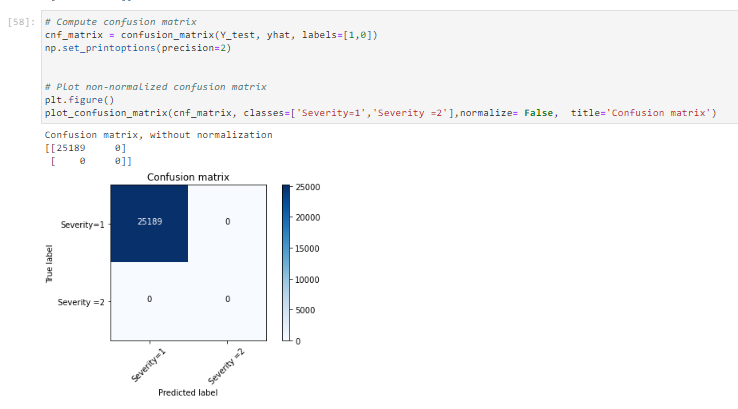 [58]: # Compute confusion matrix
cnf_matrix = confusion_matrix(Y_test, yhat, labels=[1,0])
np.set_printoptions(precision=2)
# Plot non-normalized confusion matrix
plt.figure()
plot_confusion_matrix(cnf_matrix, classes=['Severity=1','Severity =2'],normalize= False,  title='Confusion matrix')
Confusion matrix, without normalization
[[25189     0]
 [    0     0]]
Confusion matrix
25000
Severity=1 25189 0
20000
15000
True label
10000
Severity =2 0 0
5000
0
Severity=1 Severity =2
Predicted label